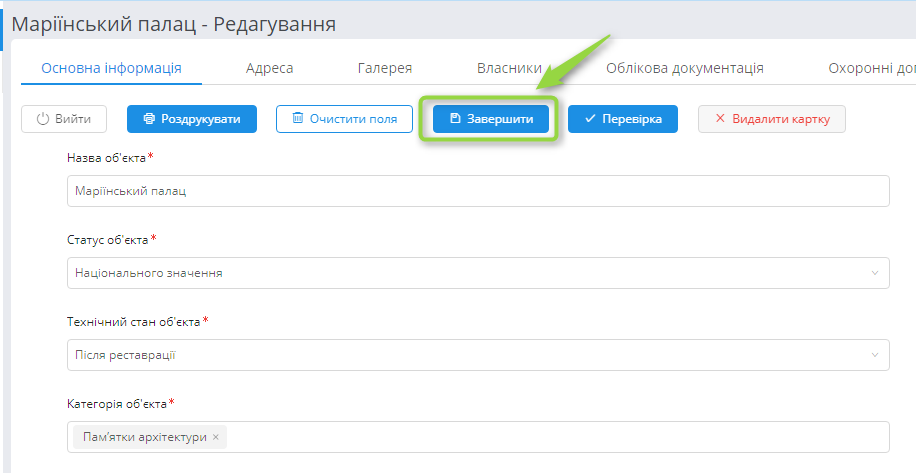 Маріїнський палац - Редагування
Основна інформація Адреса Галерея Власники Облікова документація Охоронні дог
Вийти Роздрукувати Очистити поля Завершити Перевірка Видалити картку
Назва об'єкта*
Маріїнський палац
Статус об'єкта*
Національного значення
Технічний стан об'єкта*
Після реставрації
Категорія об'єкта*
Пам'ятки архітектури ×